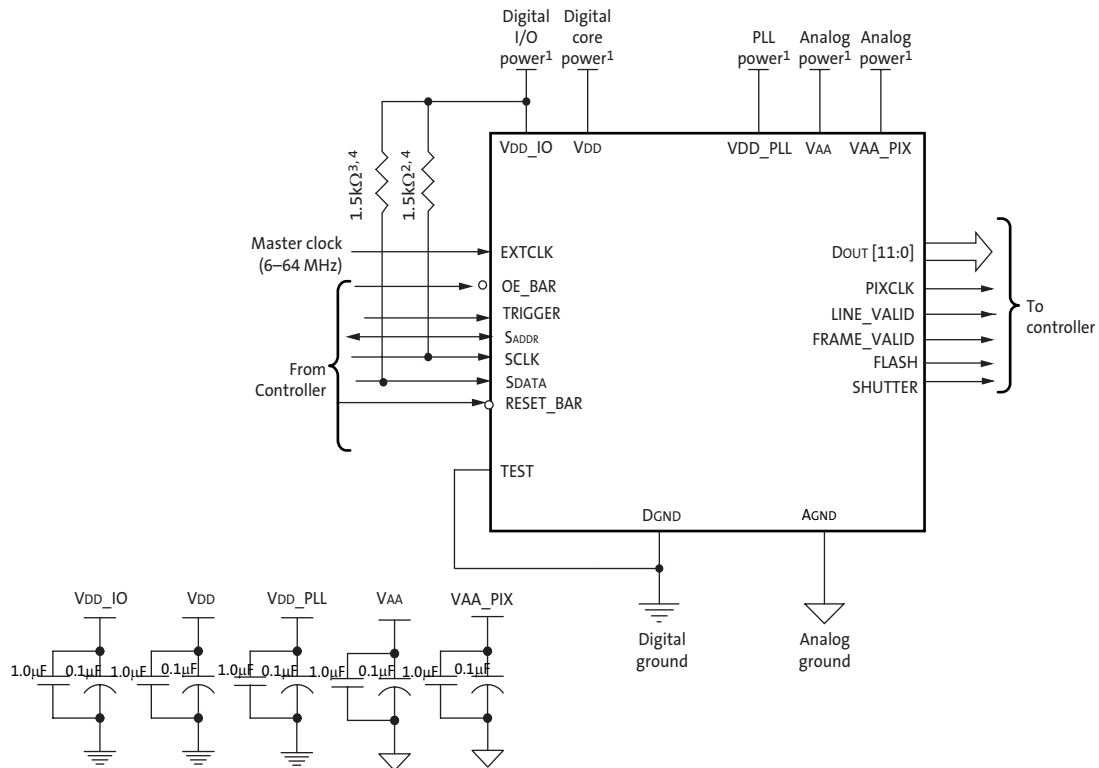 Digital
I/O
power1
Digital
core
power1
PLL
power1
Analog
power1
Analog
power1
VDD_IO
VDD
VDD_PLL
VAA
VAA_PIX
1.5kΩ3, 4
1.5kΩ2, 4
Master clock
(6–64 MHz)
EXTCLK
OE_BAR
TRIGGER
SADDR
SCLK
SDATA
RESET_BAR
From
Controller
TEST
DOUT [11:0]
PIXCLK
LINE_VALID
FRAME_VALID
FLASH
SHUTTER
To
controller
DGND
AGND
Digital
ground
Analog
ground
VDD_IO
VDD
VDD_PLL
VAA
VAA_PIX
1.0µF
0.1µF
1.0µF
0.1µF
1.0µF
0.1µF
1.0µF
0.1µF
1.0µF
0.1µF